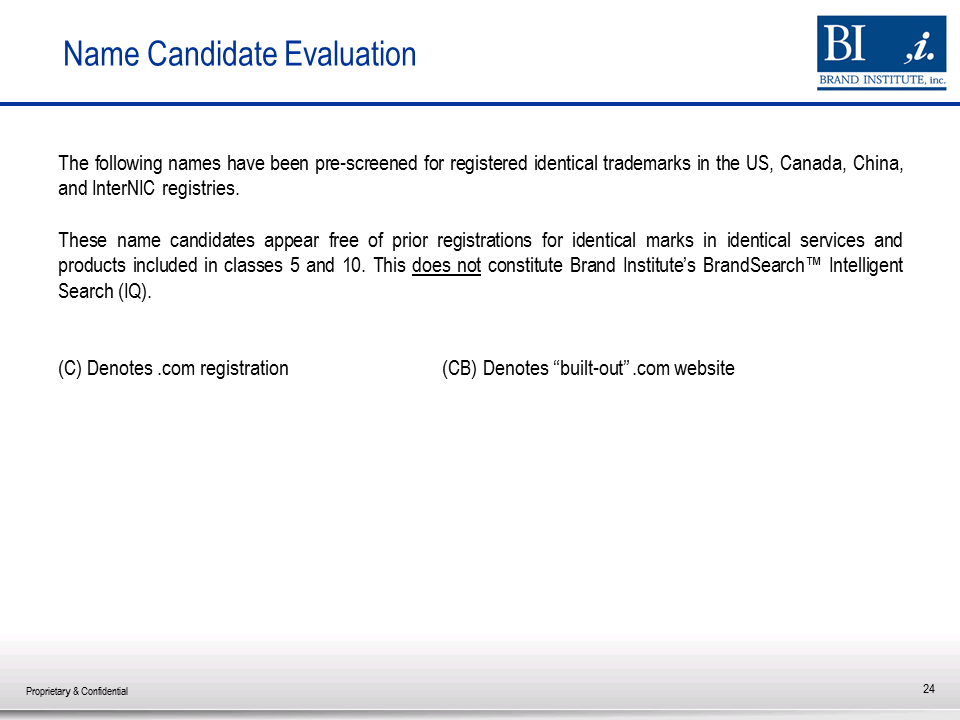 Name Candidate Evaluation
BI ,i.
BRAND INSTITUTE, inc.
The following names have been pre-screened for registered identical trademarks in the US, Canada, China,
and InterNIC registries.
These name candidates appear free of prior registrations for identical marks in identical services and
products included in classes 5 and 10. This does not constitute Brand Institute’s BrandSearch™ Intelligent
Search (IQ).
(C) Denotes .com registration (CB) Denotes “built-out” .com website
Proprietary & Confidential 24